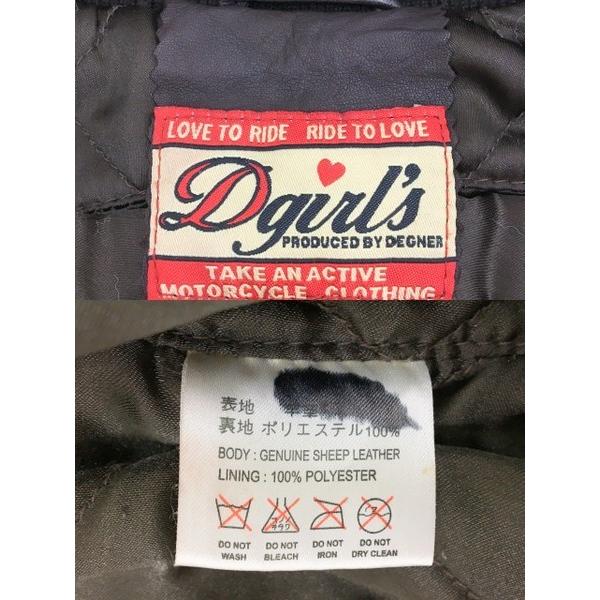 LOVE TO RIDE RIDE TO LOVE
Dgirl's
PRODUCED BY DEGNER
TAKE AN ACTIVE
MOTORCYCLE CLOTHING
表地
裏地 ポリエステル100%
BODY : GENUINE SHEEP LEATHER
LINING : 100% POLYESTER
DO NOT WASH
DO NOT BLEACH
DO NOT IRON
DO NOT DRY CLEAN